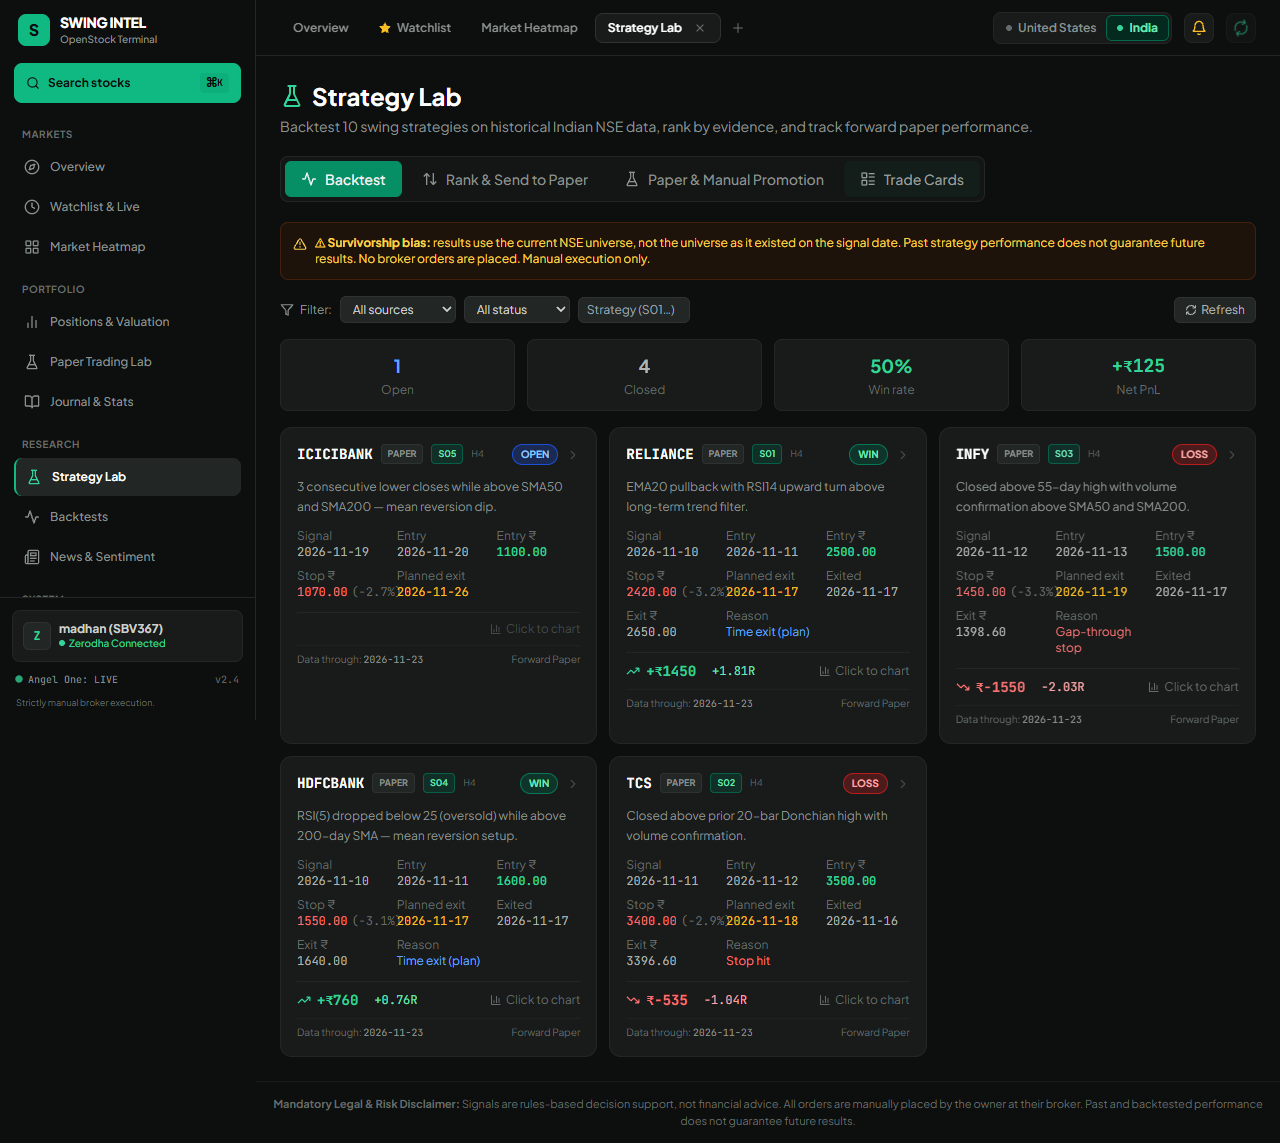 S
SWING INTEL
OpenStock Terminal
Search stocks ⌘K
MARKETS
Overview
Watchlist & Live
Market Heatmap
PORTFOLIO
Positions & Valuation
Paper Trading Lab
Journal & Stats
RESEARCH
Strategy Lab
Backtests
News & Sentiment
Z
madhan (SBV367)
Zerodha Connected
Angel One: LIVE v2.4
Strictly manual broker execution.
Overview Watchlist Market Heatmap Strategy Lab × + United States India
Strategy Lab
Backtest 10 swing strategies on historical Indian NSE data, rank by evidence, and track forward paper performance.
Backtest Rank & Send to Paper Paper & Manual Promotion Trade Cards
⚠ Survivorship bias: results use the current NSE universe, not the universe as it existed on the signal date. Past strategy performance does not guarantee future
results. No broker orders are placed. Manual execution only.
Filter: All sources All status Strategy (S01…) Refresh
1 4 50% +₹125
Open Closed Win rate Net PnL
ICICIBANK PAPER S05 H4 OPEN
3 consecutive lower closes while above SMA50
and SMA200 — mean reversion dip.
Signal Entry Entry ₹
2026-11-19 2026-11-20 1100.00
Stop ₹ Planned exit
1070.00 (-2.7%) 2026-11-26
Click to chart
Data through: 2026-11-23 Forward Paper
RELIANCE PAPER S01 H4 WIN
EMA20 pullback with RSI14 upward turn above
long-term trend filter.
Signal Entry Entry ₹
2026-11-10 2026-11-11 2500.00
Stop ₹ Planned exit Exited
2420.00 (-3.2%) 2026-11-17 2026-11-17
Exit ₹ Reason
2650.00 Time exit (plan)
+₹1450 +1.81R Click to chart
Data through: 2026-11-23 Forward Paper
INFY PAPER S03 H4 LOSS
Closed above 55-day high with volume
confirmation above SMA50 and SMA200.
Signal Entry Entry ₹
2026-11-12 2026-11-13 1500.00
Stop ₹ Planned exit Exited
1450.00 (-3.3%) 2026-11-19 2026-11-17
Exit ₹ Reason
1398.60 Gap-through
stop
₹-1550 -2.03R Click to chart
Data through: 2026-11-23 Forward Paper
HDFCBANK PAPER S04 H4 WIN
RSI(5) dropped below 25 (oversold) while above
200-day SMA — mean reversion setup.
Signal Entry Entry ₹
2026-11-10 2026-11-11 1600.00
Stop ₹ Planned exit Exited
1550.00 (-3.1%) 2026-11-17 2026-11-17
Exit ₹ Reason
1640.00 Time exit (plan)
+₹760 +0.76R Click to chart
Data through: 2026-11-23 Forward Paper
TCS PAPER S02 H4 LOSS
Closed above prior 20-bar Donchian high with
volume confirmation.
Signal Entry Entry ₹
2026-11-11 2026-11-12 3500.00
Stop ₹ Planned exit Exited
3400.00 (-2.9%) 2026-11-18 2026-11-16
Exit ₹ Reason
3396.60 Stop hit
₹-535 -1.04R Click to chart
Data through: 2026-11-23 Forward Paper
Mandatory Legal & Risk Disclaimer: Signals are rules-based decision support, not financial advice. All orders are manually placed by the owner at their broker. Past and backtested performance
does not guarantee future results.